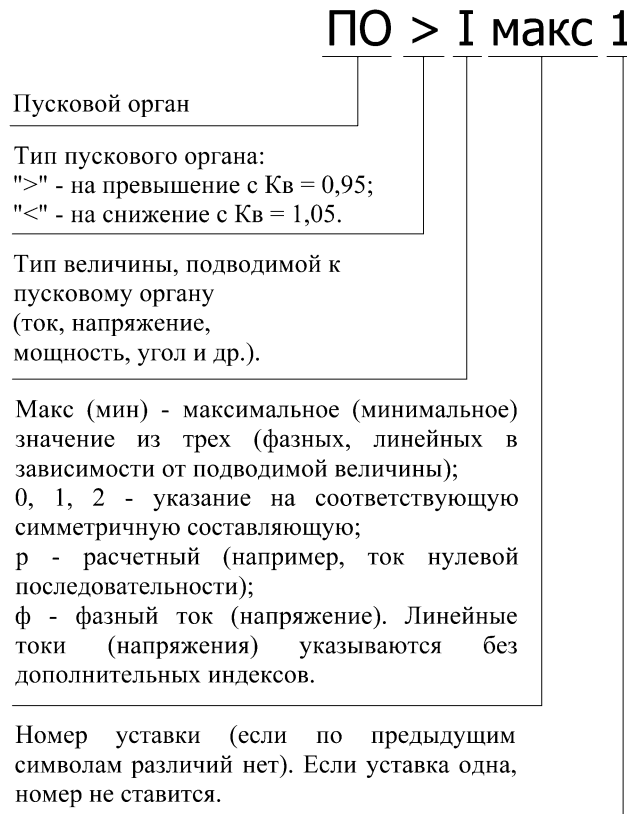 ПО > I макс 1
Пусковой орган
Тип пускового органа:
">" - на превышение с Кв = 0,95;
"<" - на снижение с Кв = 1,05.
Тип величины, подводимой к
пусковому органу
(ток, напряжение,
мощность, угол и др.).
Макс (мин) - максимальное (минимальное)
значение из трех (фазных, линейных в
зависимости от подводимой величины);
0, 1, 2 - указание на соответствующую
симметричную составляющую;
р - расчетный (например, ток нулевой
последовательности);
ф - фазный ток (напряжение). Линейные
токи (напряжения) указываются без
дополнительных индексов.
Номер уставки (если по предыдущим
символам различий нет). Если уставка одна,
номер не ставится.